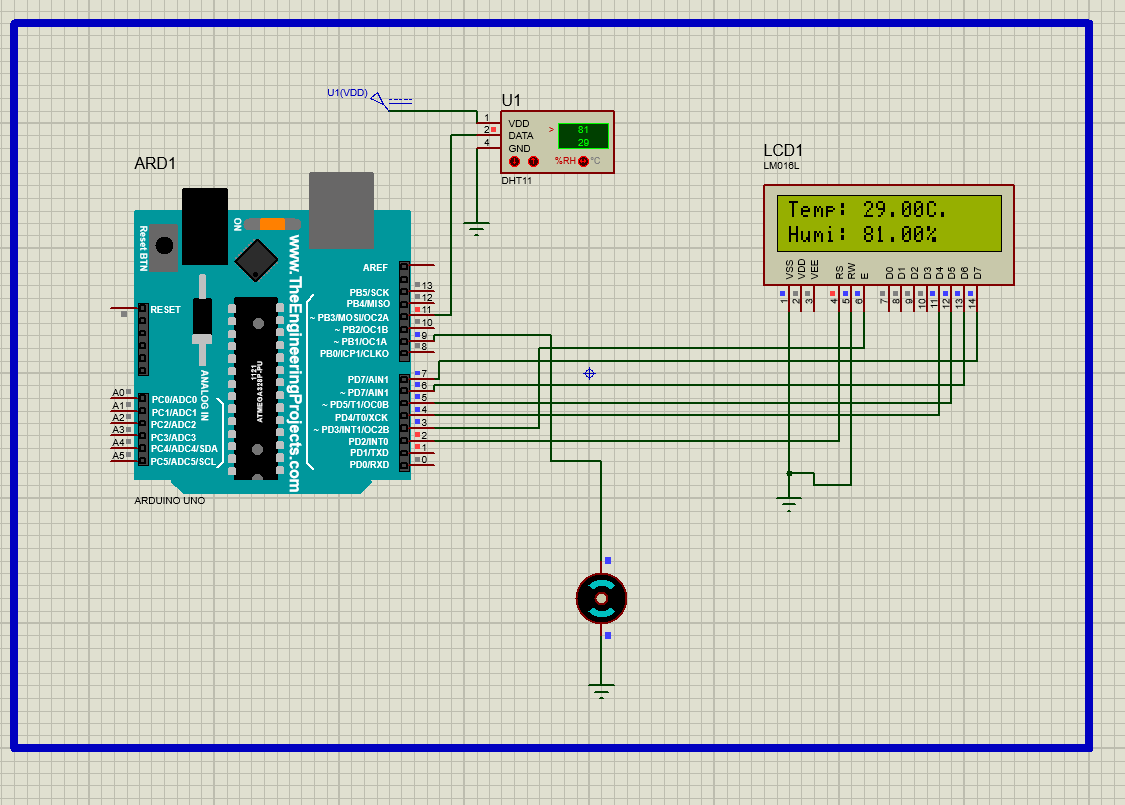 U1(VDD)
U1
1
2
4
VDD
DATA
GND
>
81
29
%RH
°C
DHT11
ARD1
LCD1
LM016L
Temp: 29.00C.
Humi: 81.00%
VSS
VDD
VEE
RS
RW
E
D0
D1
D2
D3
D4
D5
D6
D7
1
2
3
4
5
6
7
8
9
10
11
12
13
14
Reset BTN
ON
www.TheEngineeringProjects.com
RESET
ANALOG IN
1121
ATMEGA328P-PU
AREF
PB5/SCK 13
PB4/MISO 12
~ PB3/MOSI/OC2A 11
~ PB2/OC1B 10
~ PB1/OC1A 9
PB0/ICP1/CLKO 8
PD7/AIN1 7
~ PD7/AIN1 6
~ PD5/T1/OC0B 5
PD4/T0/XCK 4
~ PD3/INT1/OC2B 3
PD2/INT0 2
PD1/TXD 1
PD0/RXD 0
A0 PC0/ADC0
A1 PC1/ADC1
A2 PC2/ADC2
A3 PC3/ADC3
A4 PC4/ADC4/SDA
A5 PC5/ADC5/SCL
ARDUINO UNO